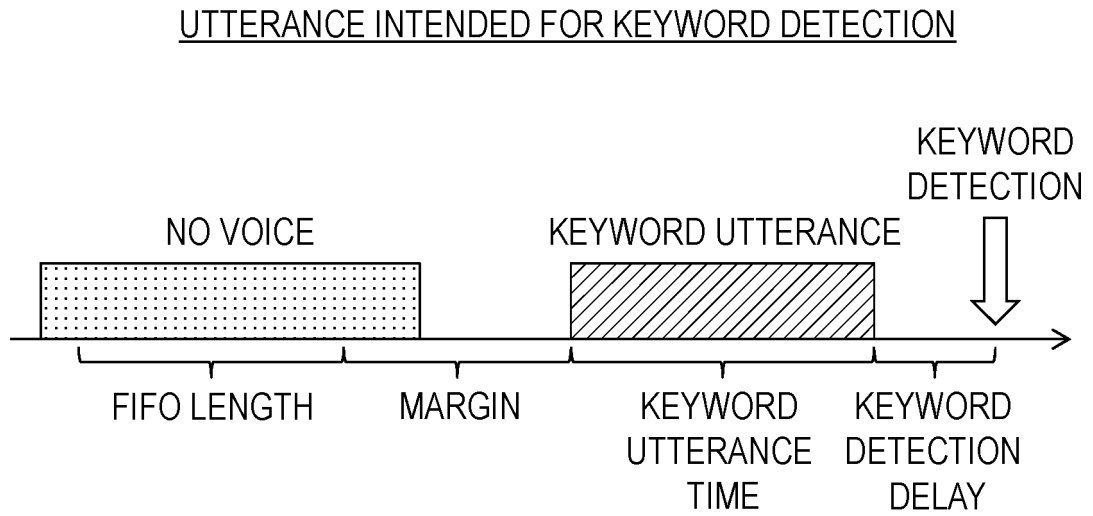 UTTERANCE INTENDED FOR KEYWORD DETECTION
KEYWORD
DETECTION
NO VOICE
KEYWORD UTTERANCE
FIFO LENGTH
MARGIN
KEYWORD
UTTERANCE
TIME
KEYWORD
DETECTION
DELAY